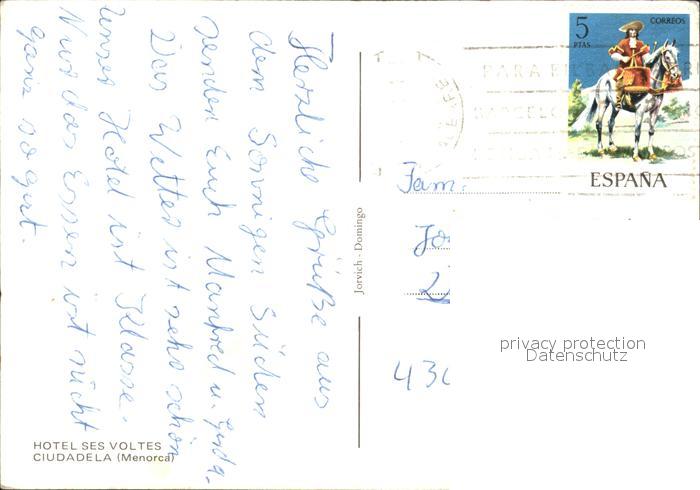 Herzliche Grüße aus
dem Sonnigen Süden
senden Euch Manfred u. Gerda.
Das Wetter ist sehr schön
Unser Hotel ist Klasse.
Nur das Essen ist nicht
ganz so gut.
HOTEL SES VOLTES
CIUDADELA (Menorca)
Jorvich - Domingo
5
PTAS
CORREOS
ESPAÑA
PARA
Fam.
430
privacy protection
Datenschutz